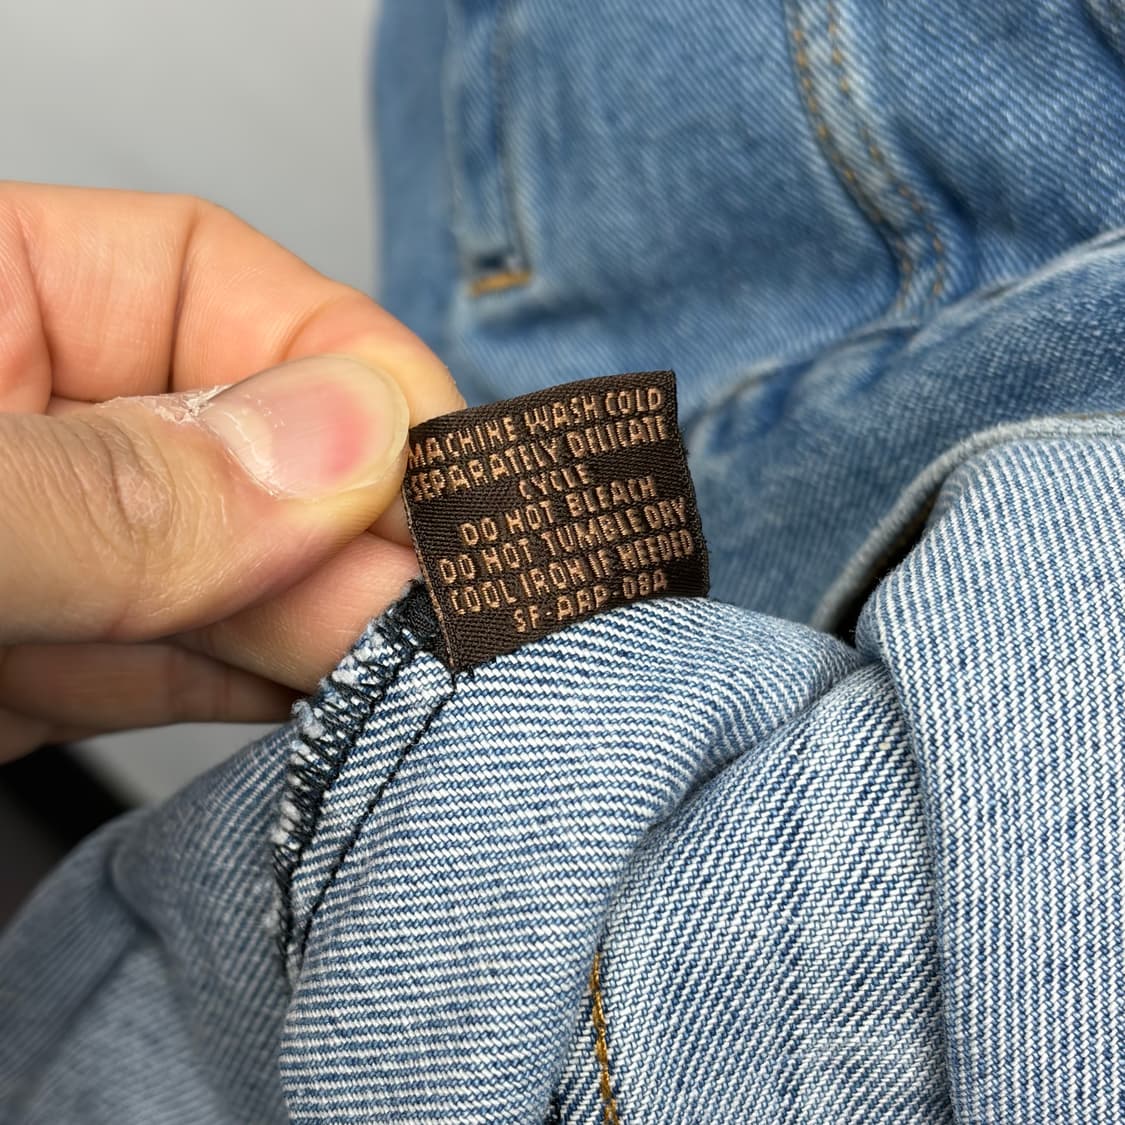 MACHINE WASH COLD
SEPARATELY DELICATE
CYCLE
DO NOT BLEACH
DO NOT TUMBLE DRY
COOL IRON IF NEEDED
SF-AAP-08A